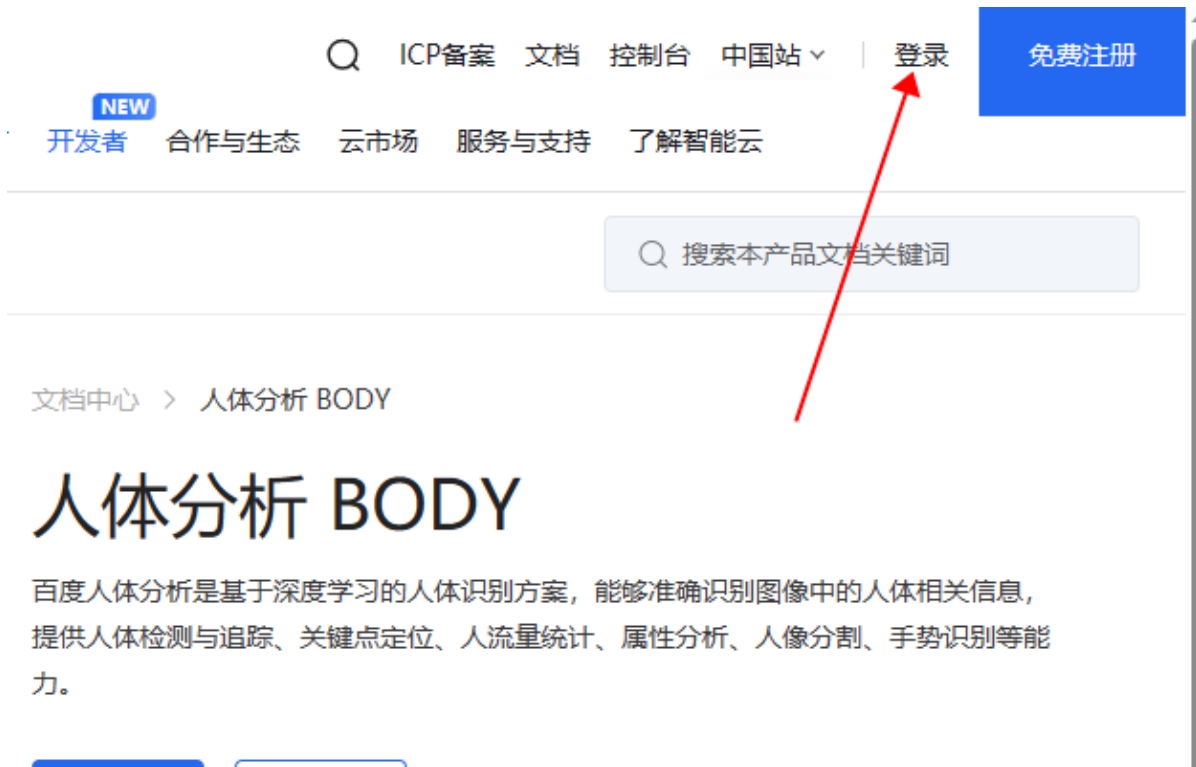 ICP备案 文档 控制台 中国站 登录 免费注册
NEW
开发者 合作与生态 云市场 服务与支持 了解智能云
搜索本产品文档关键词
文档中心 > 人体分析 BODY
人体分析 BODY
百度人体分析是基于深度学习的人体识别方案，能够准确识别图像中的人体相关信息，
提供人体检测与追踪、关键点定位、人流量统计、属性分析、人像分割、手势识别等能
力。